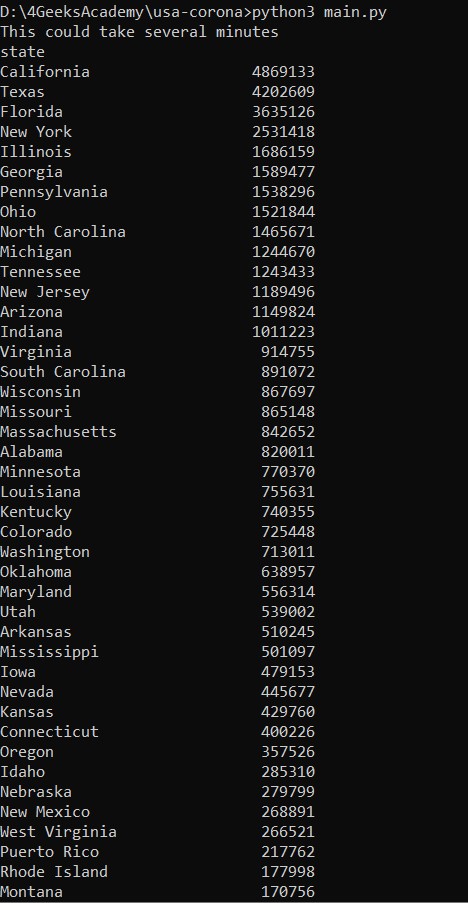 D:\4GeeksAcademy\usa-corona>python3 main.py
This could take several minutes
state
California 4869133
Texas 4202609
Florida 3635126
New York 2531418
Illinois 1686159
Georgia 1589477
Pennsylvania 1538296
Ohio 1521844
North Carolina 1465671
Michigan 1244670
Tennessee 1243433
New Jersey 1189496
Arizona 1149824
Indiana 1011223
Virginia 914755
South Carolina 891072
Wisconsin 867697
Missouri 865148
Massachusetts 842652
Alabama 820011
Minnesota 770370
Louisiana 755631
Kentucky 740355
Colorado 725448
Washington 713011
Oklahoma 638957
Maryland 556314
Utah 539002
Arkansas 510245
Mississippi 501097
Iowa 479153
Nevada 445677
Kansas 429760
Connecticut 400226
Oregon 357526
Idaho 285310
Nebraska 279799
New Mexico 268891
West Virginia 266521
Puerto Rico 217762
Rhode Island 177998
Montana 170756